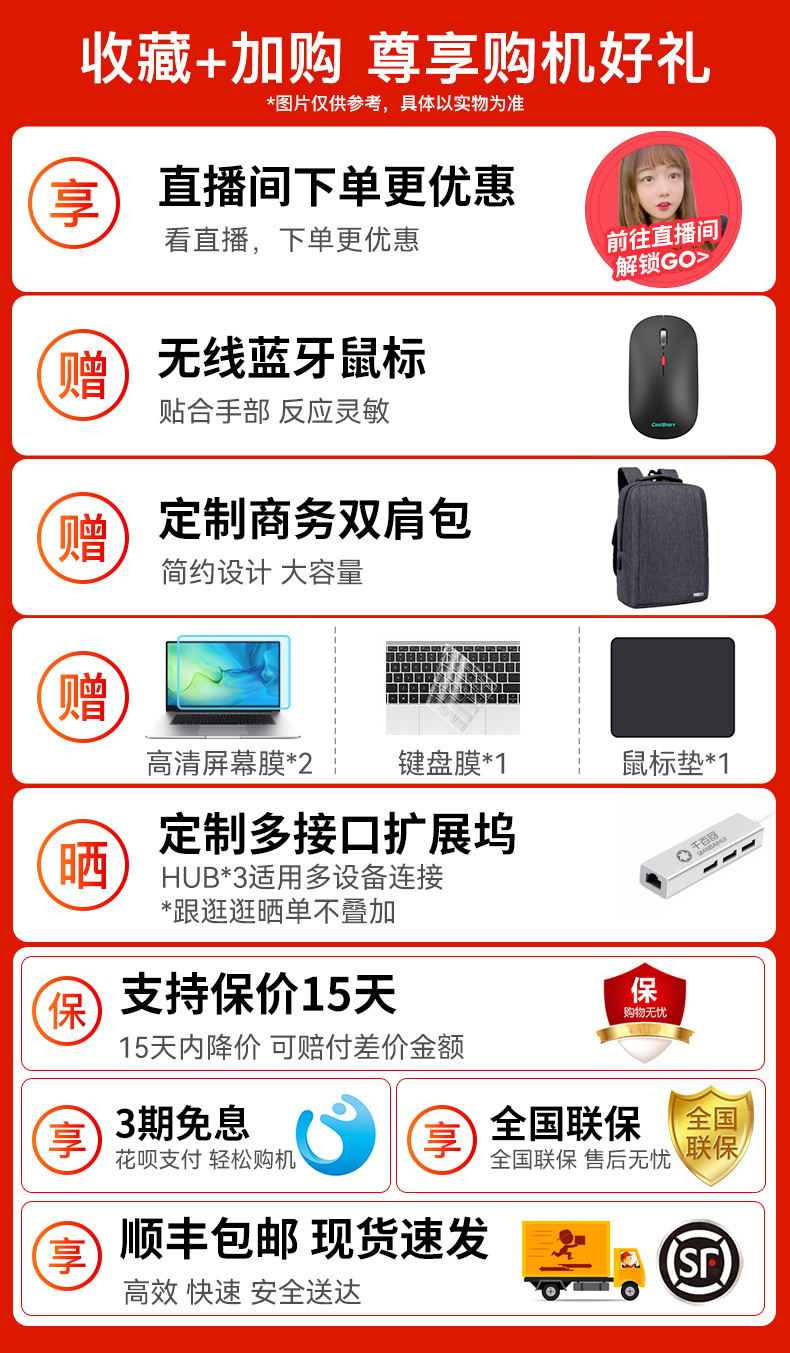 收藏+加购 尊享购机好礼
*图片仅供参考，具体以实物为准
享
直播间下单更优惠
看直播，下单更优惠
前往直播间
解锁GO>
赠
无线蓝牙鼠标
贴合手部 反应灵敏
CoolSherk
赠
定制商务双肩包
简约设计 大容量
赠
高清屏幕膜*2
键盘膜*1
鼠标垫*1
晒
定制多接口扩展坞
HUB*3适用多设备连接
*跟逛逛晒单不叠加
千百回
QIANBAIHUI
保
支持保价15天
15天内降价 可赔付差价金额
保
购物无忧
享
3期免息
花呗支付 轻松购机
享
全国联保
全国联保 售后无忧
全国
联保
享
顺丰包邮 现货速发
高效 快速 安全送达
SF